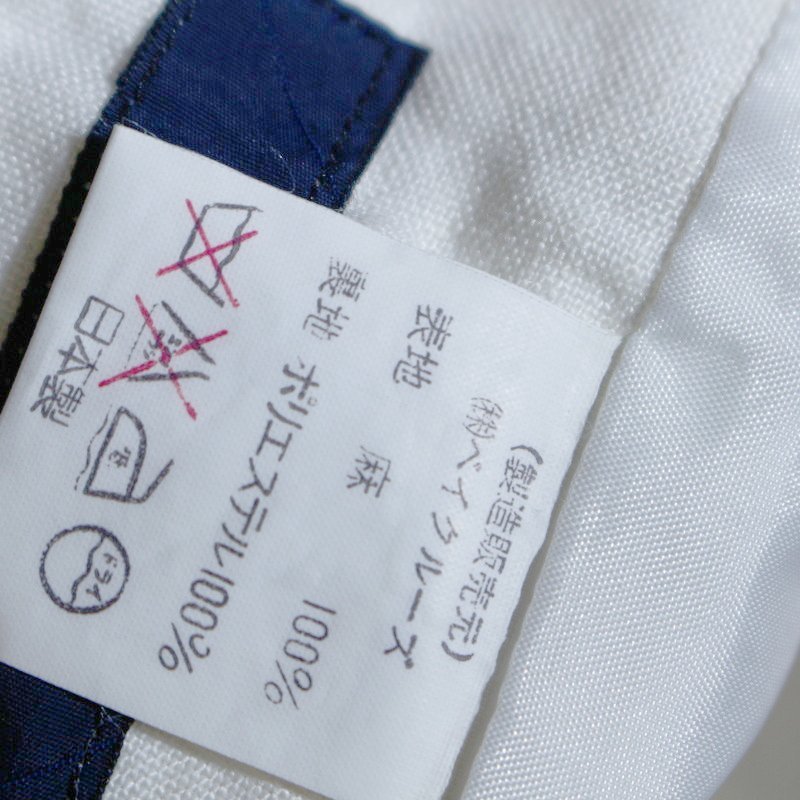 (製造販売元)
㈱ベイクルーズ
表地 麻 100%
裏地 ポリエステル100%
ドライ
日本製